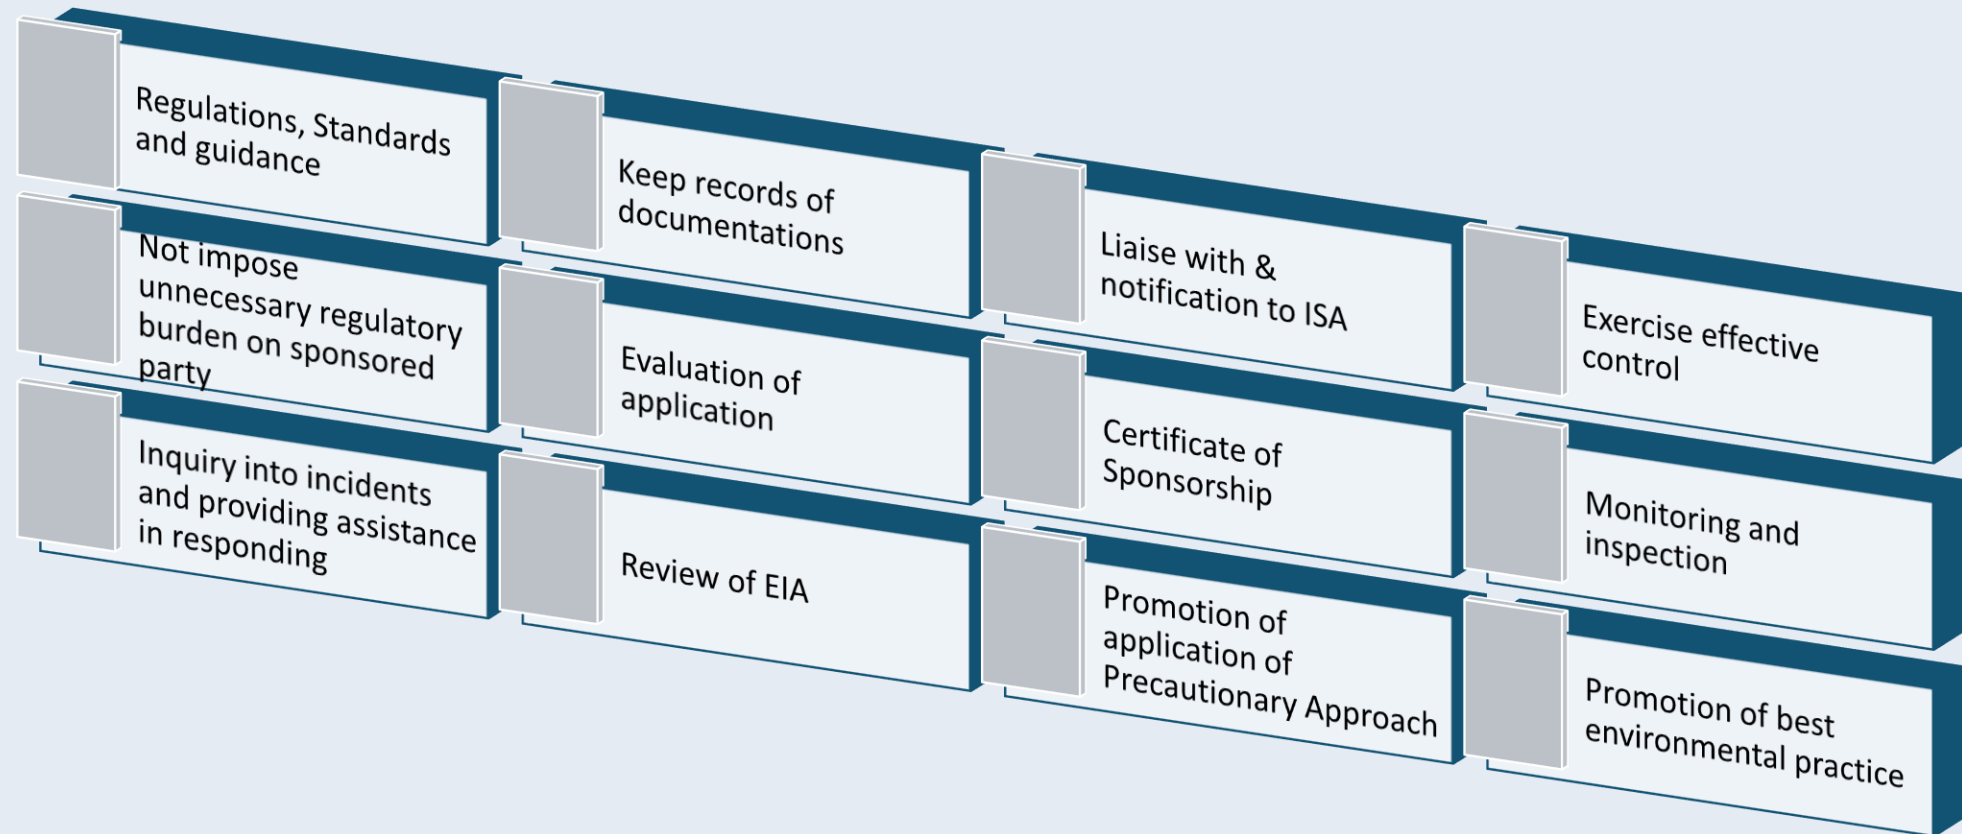 Regulations, Standards
and guidance
Keep records of
documentations
Liaise with &
notification to ISA
Exercise effective
control
Not impose
unnecessary regulatory
burden on sponsored
party
Evaluation of
application
Certificate of
Sponsorship
Monitoring and
inspection
Inquiry into incidents
and providing assistance
in responding
Review of EIA
Promotion of
application of
Precautionary Approach
Promotion of best
environmental practice